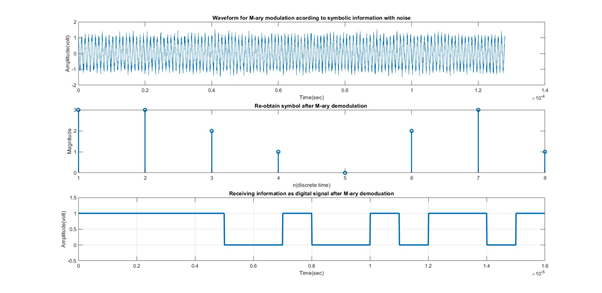 Waveform for M-ary modulation acording to symbolic information with noise
Amplitude(volt)
2
1
0
-1
-2
0 0.2 0.4 0.6 0.8 1 1.2 1.4
Time(sec)
×10⁻⁶
Re-obtain symbol after M-ary demodulation
Magnitude
3
2
1
0
1 2 3 4 5 6 7 8
n(discrete time)
Receiving information as digital signal after M-ary demoduation
Amplitude(volt)
1.5
1
0.5
0
-0.5
0 0.2 0.4 0.6 0.8 1 1.2 1.4 1.6
Time(sec)